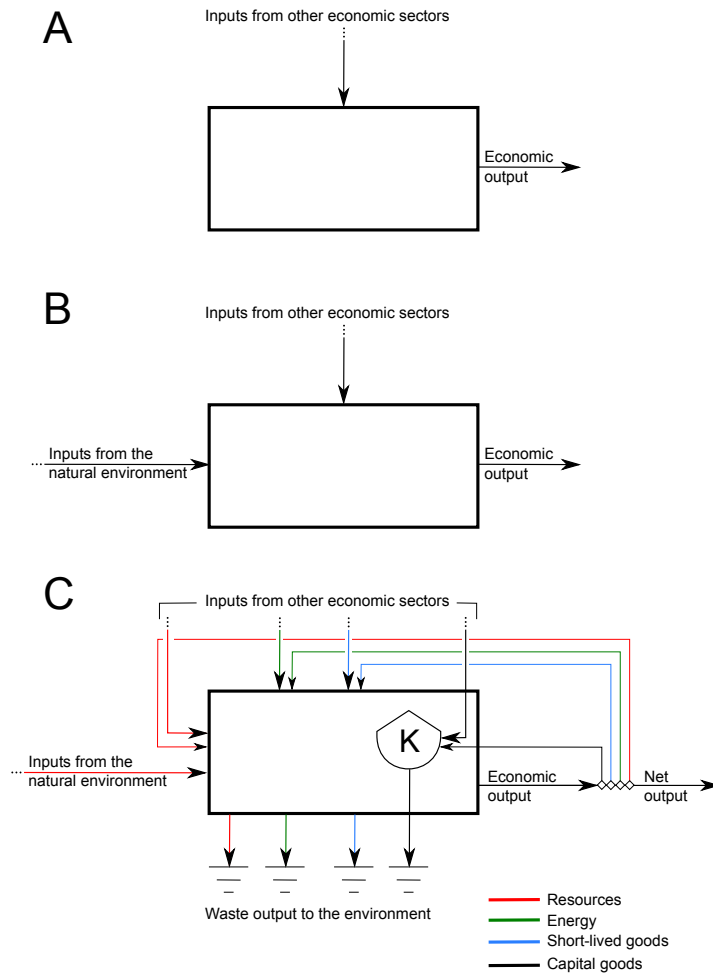 A
Inputs from other economic sectors
Economic
output
B
Inputs from other economic sectors
Inputs from the
natural environment
Economic
output
C
Inputs from other economic sectors
K
Inputs from the
natural environment
Economic
output
Net
output
Waste output to the environment
Resources
Energy
Short-lived goods
Capital goods